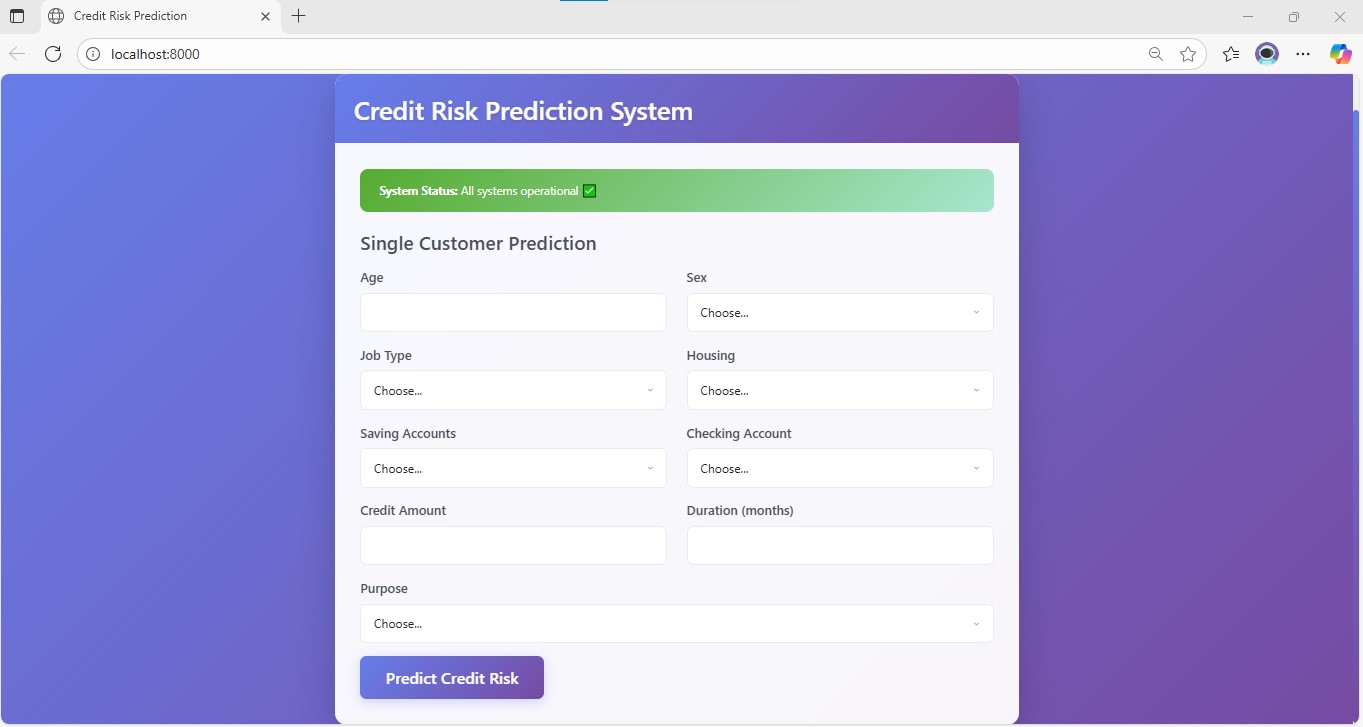 Credit Risk Prediction
localhost:8000
Credit Risk Prediction System
System Status: All systems operational ✅
Single Customer Prediction
Age
Sex
Choose...
Job Type
Housing
Choose...
Choose...
Saving Accounts
Checking Account
Choose...
Choose...
Credit Amount
Duration (months)
Purpose
Choose...
Predict Credit Risk